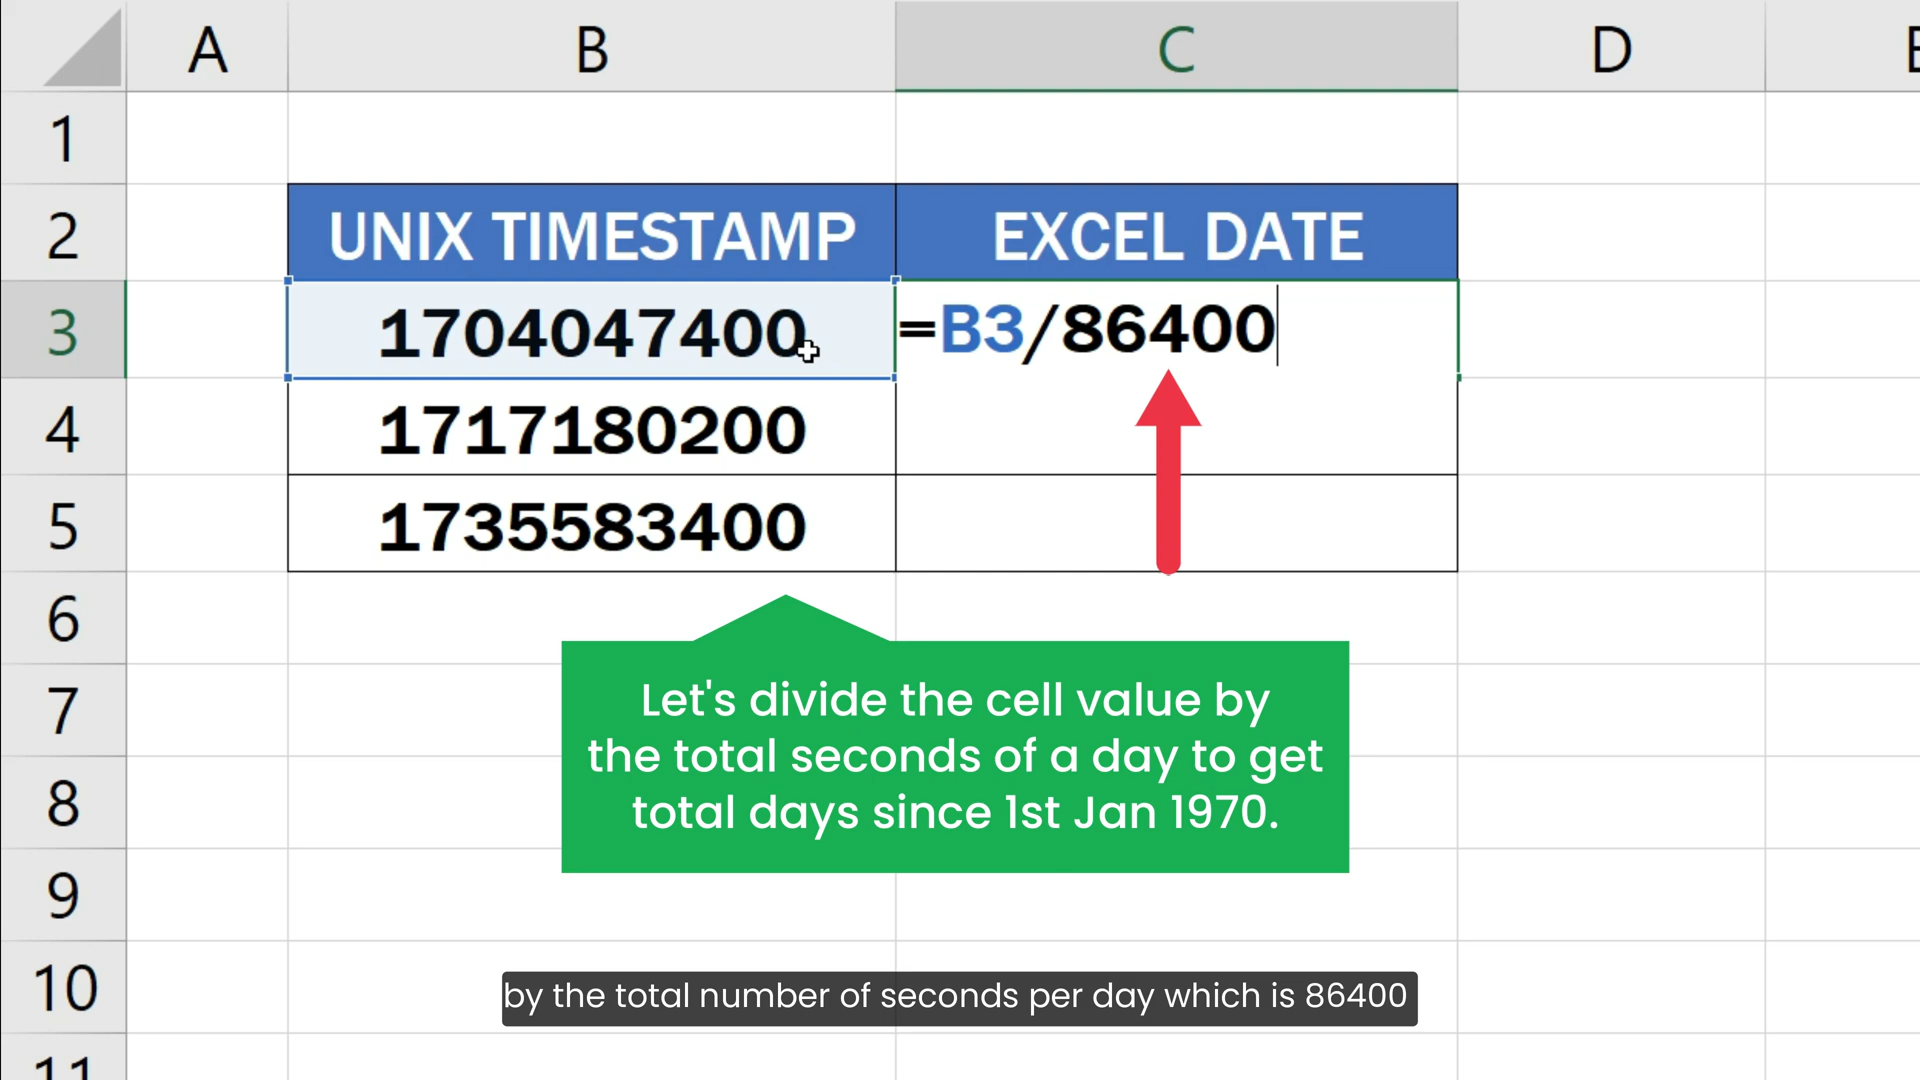 A B C D E
1
2 UNIX TIMESTAMP EXCEL DATE
3 1704047400 =B3/86400
4 1717180200
5 1735583400
6
7
8
9
10
11
Let's divide the cell value by
the total seconds of a day to get
total days since 1st Jan 1970.
by the total number of seconds per day which is 86400